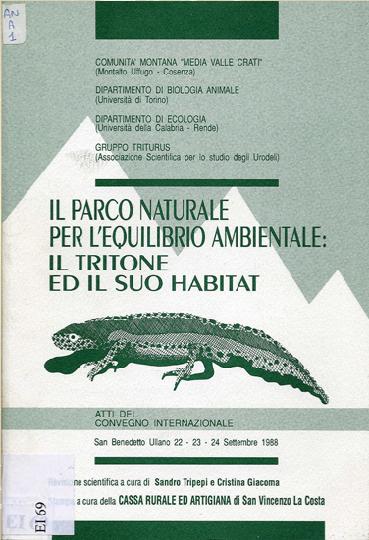 AN
A
1
COMUNITA' MONTANA "MEDIA VALLE CRATI"
(Montalto Uffugo - Cosenza)
DIPARTIMENTO DI BIOLOGIA ANIMALE
(Università di Torino)
DIPARTIMENTO DI ECOLOGIA
(Università della Calabria - Rende)
GRUPPO TRITURUS
(Associazione Scientifica per lo studio degli Urodeli)
IL PARCO NATURALE
PER L'EQUILIBRIO AMBIENTALE:
IL TRITONE
ED IL SUO HABITAT
ATTI DEL
CONVEGNO INTERNAZIONALE
San Benedetto Ullano 22 - 23 - 24 Settembre 1988
Revisione scientifica a cura di Sandro Tripepi e Cristina Giacoma
Stampa a cura della CASSA RURALE ED ARTIGIANA di San Vincenzo La Costa
E169